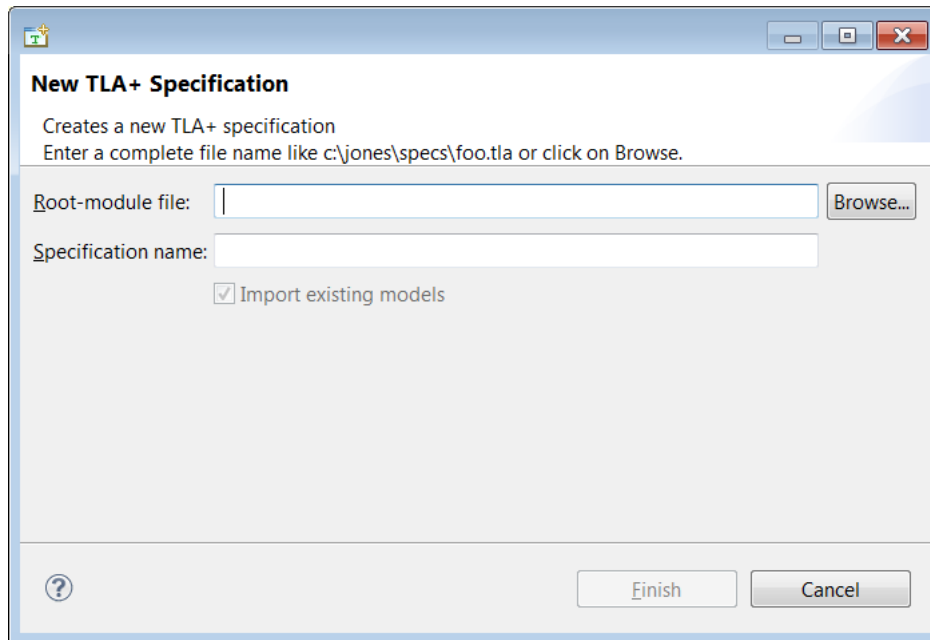 New TLA+ Specification
Creates a new TLA+ specification
Enter a complete file name like c:\jones\specs\foo.tla or click on Browse.
Root-module file:
Browse...
Specification name:
Import existing models
Finish
Cancel